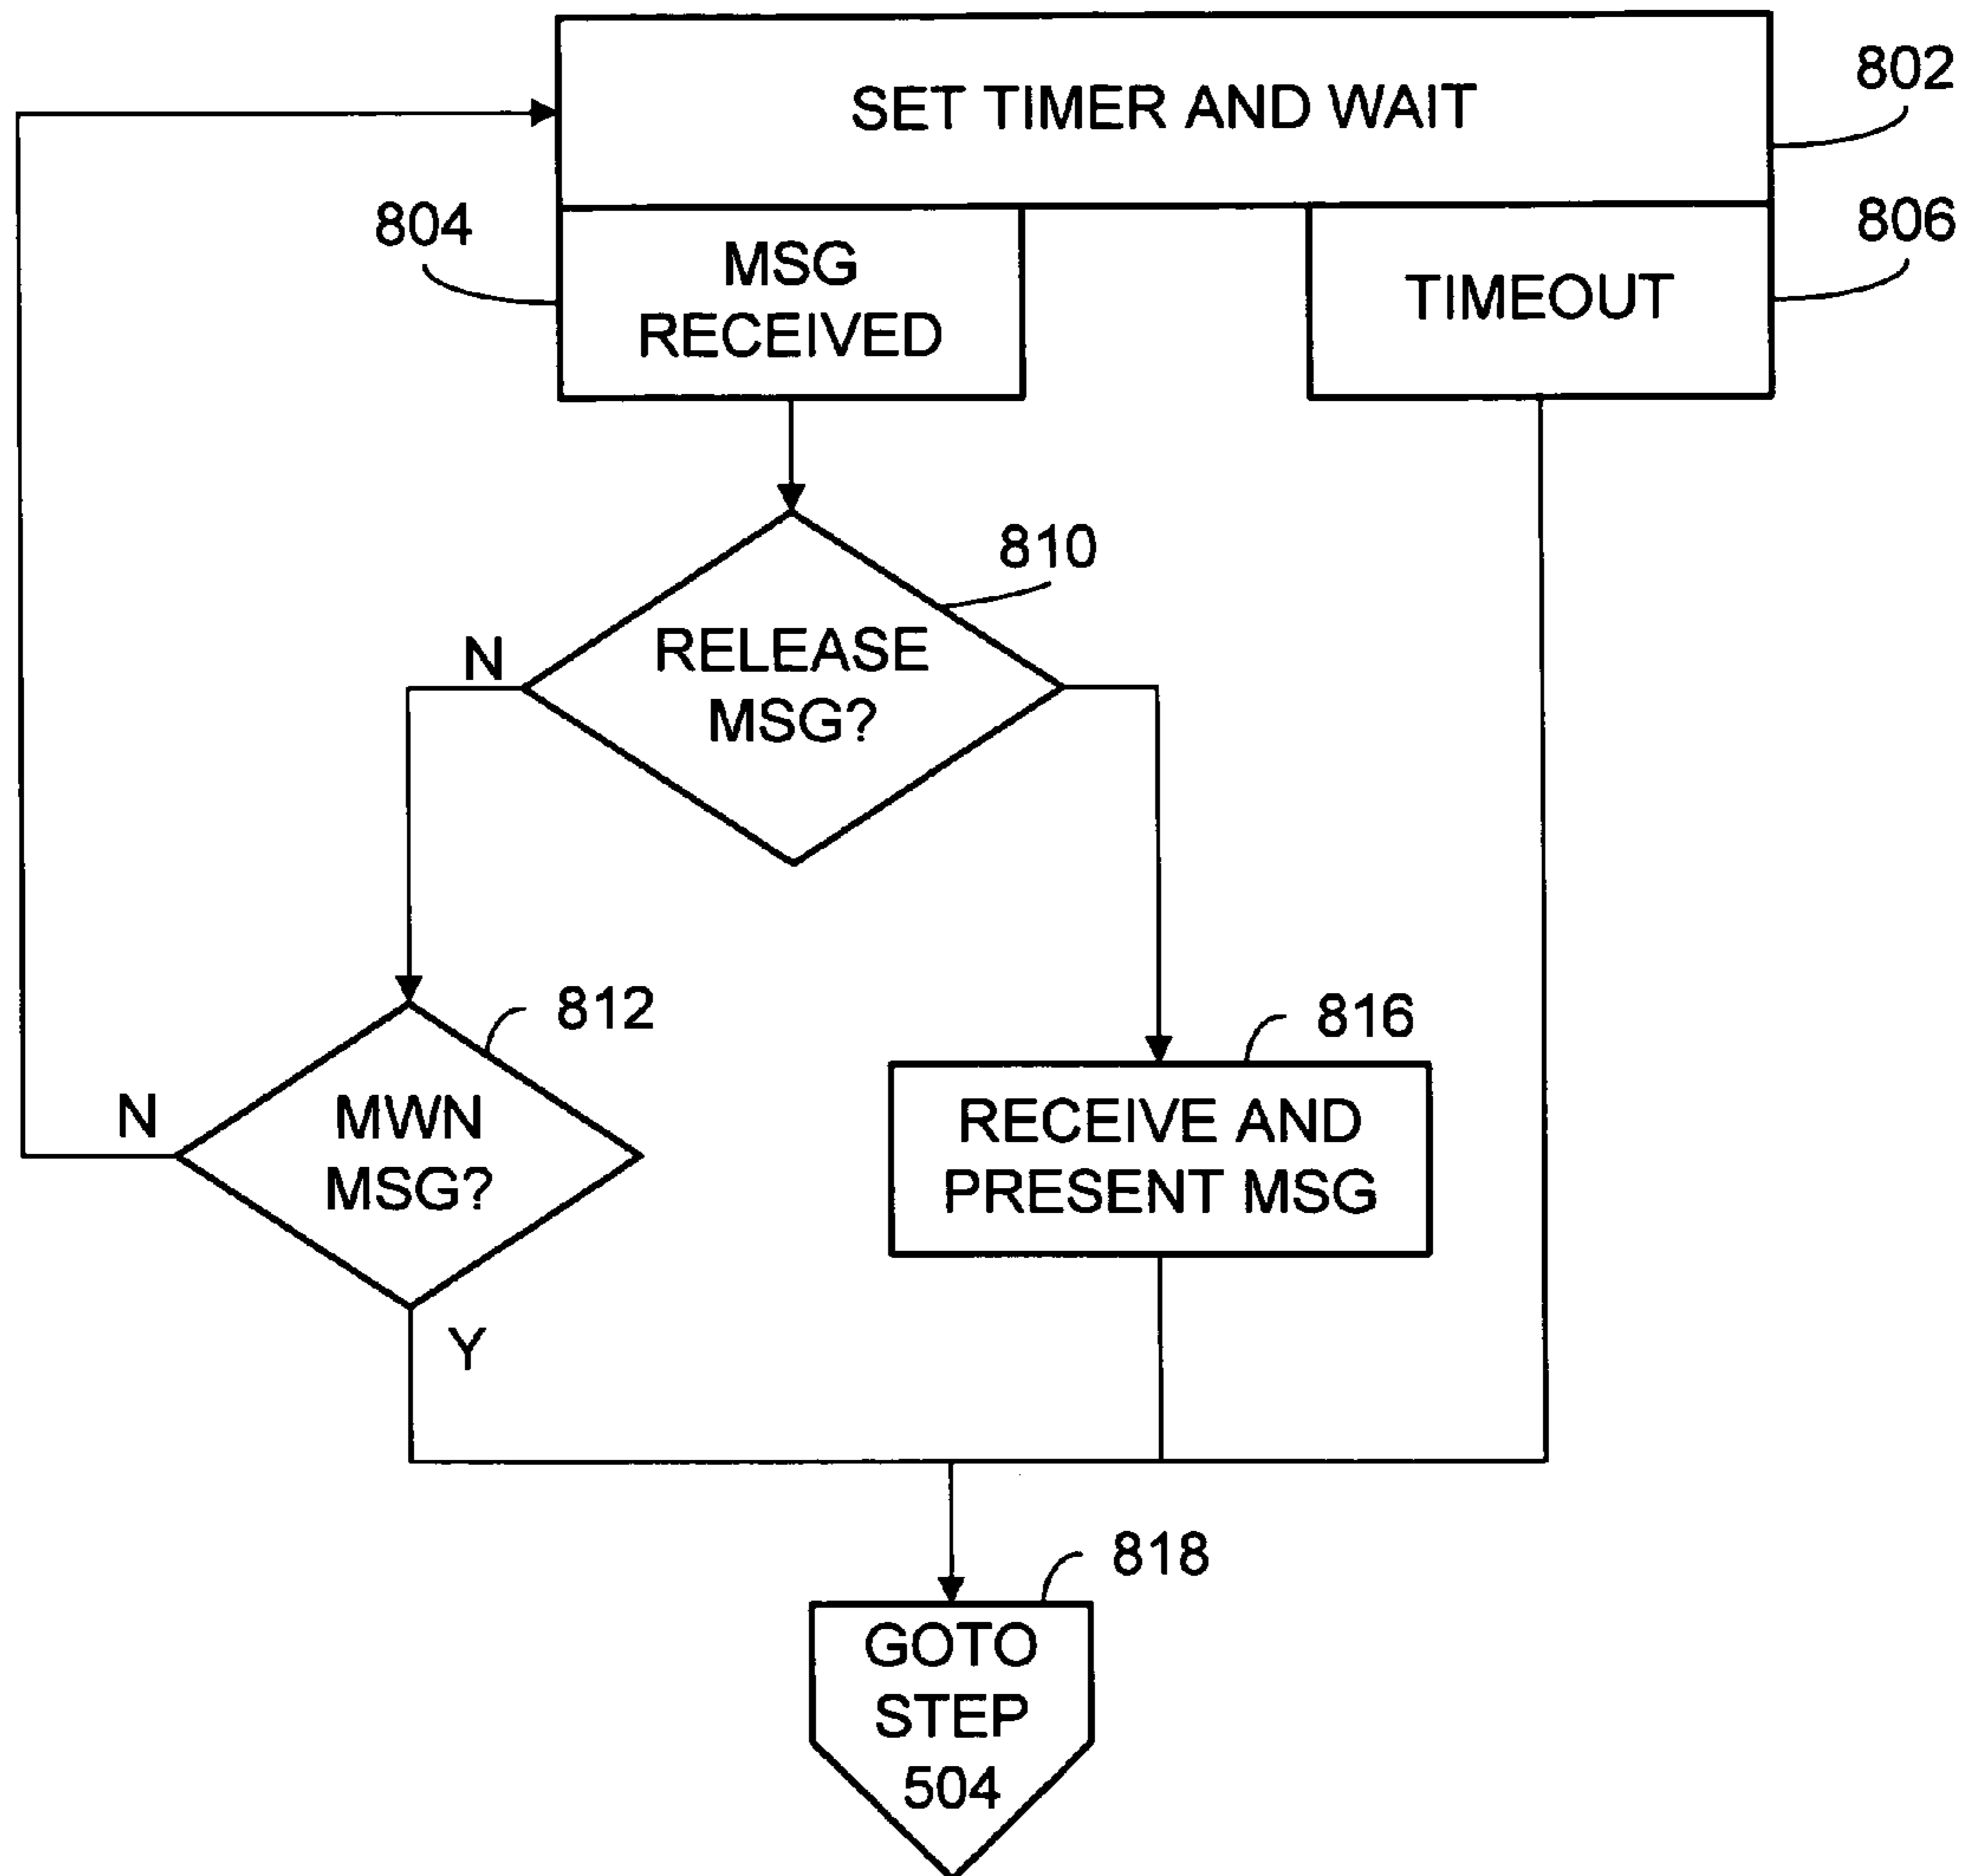 SET TIMER AND WAIT
802
804
MSG
RECEIVED
TIMEOUT
806
810
N
RELEASE
MSG?
812
N
MWN
MSG?
Y
816
RECEIVE AND
PRESENT MSG
818
GOTO
STEP
504